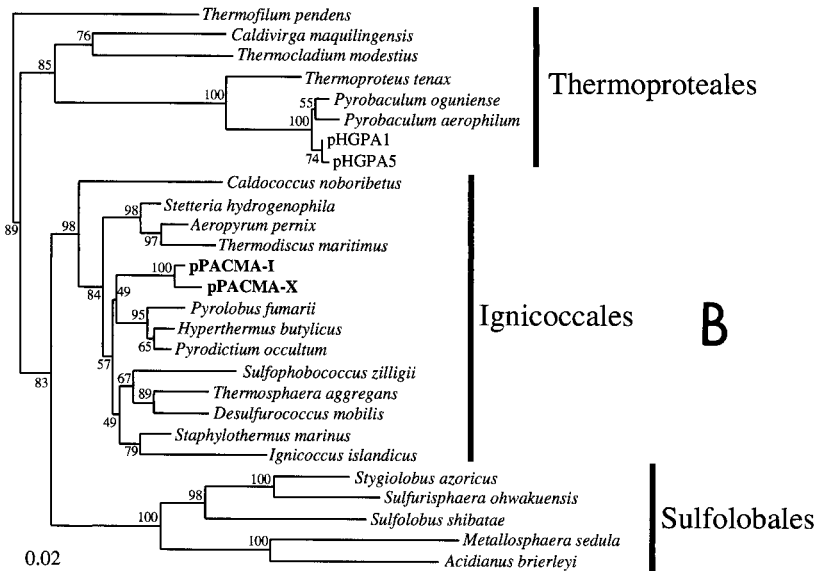 Thermofilum pendens
76 Caldivirga maquilingensis
85 Thermocladium modestius
Thermoproteus tenax
100
55 Pyrobaculum oguniense
100 Pyrobaculum aerophilum
pHGPA1
74 pHGPA5
Thermoproteales
Caldococcus noboribetus
98 Stetteria hydrogenophila
98 Aeropyrum pernix
89
97 Thermodiscus maritimus
100 pPACMA-I
84 49 pPACMA-X
95 Pyrolobus fumarii
Hyperthermus butylicus
65 Pyrodictium occultum
57
83
67 Sulfophobococcus zilligii
89 Thermosphaera aggregans
Desulfurococcus mobilis
49
Staphylothermus marinus
79 Ignicoccus islandicus
Ignicoccales
B
100 Stygiolobus azoricus
98 Sulfurisphaera ohwakuensis
100 Sulfolobus shibatae
100 Metallosphaera sedula
Acidianus brierleyi
Sulfolobales
0.02